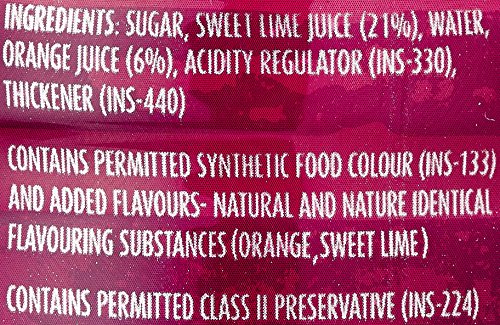 INGREDIENTS: SUGAR, SWEET LIME JUICE (21%), WATER,
ORANGE JUICE (6%), ACIDITY REGULATOR (INS-330),
THICKENER (INS-440)
CONTAINS PERMITTED SYNTHETIC FOOD COLOUR (INS-133)
AND ADDED FLAVOURS- NATURAL AND NATURE IDENTICAL
FLAVOURING SUBSTANCES (ORANGE,SWEET LIME)
CONTAINS PERMITTED CLASS II PRESERVATIVE (INS-224)